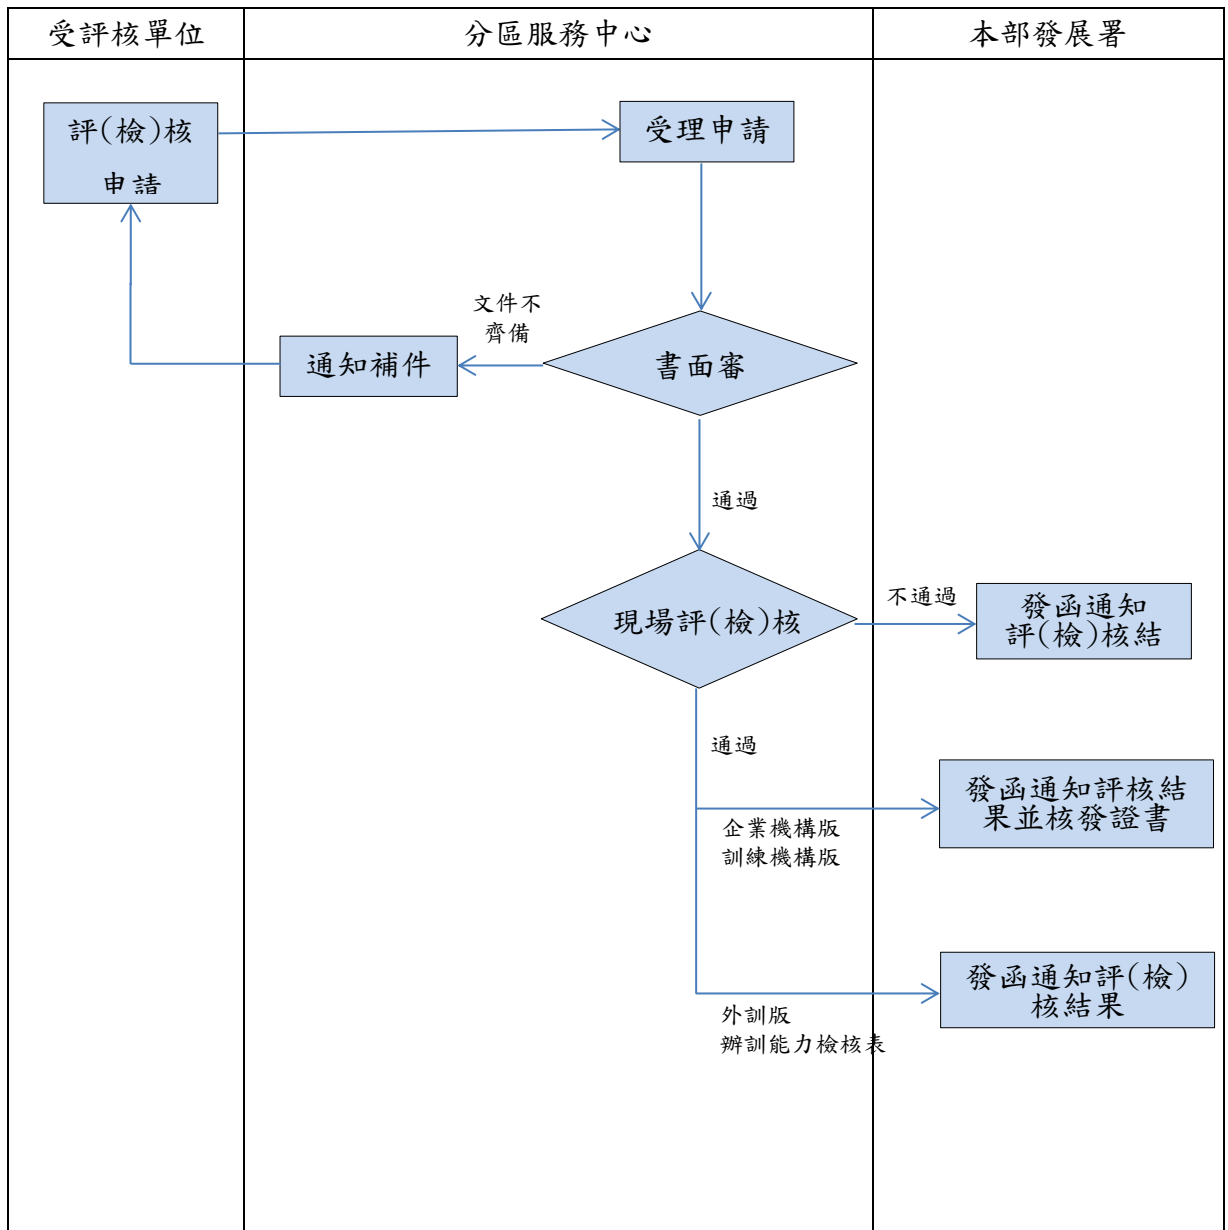 受評核單位
分區服務中心
本部發展署
評(檢)核
申請
受理申請
文件不
齊備
通知補件
書面審
通過
現場評(檢)核
不通過
發函通知
評(檢)核結
通過
發函通知評核結
果並核發證書
企業機構版
訓練機構版
發函通知評(檢)
核結果
外訓版
辦訓能力檢核表